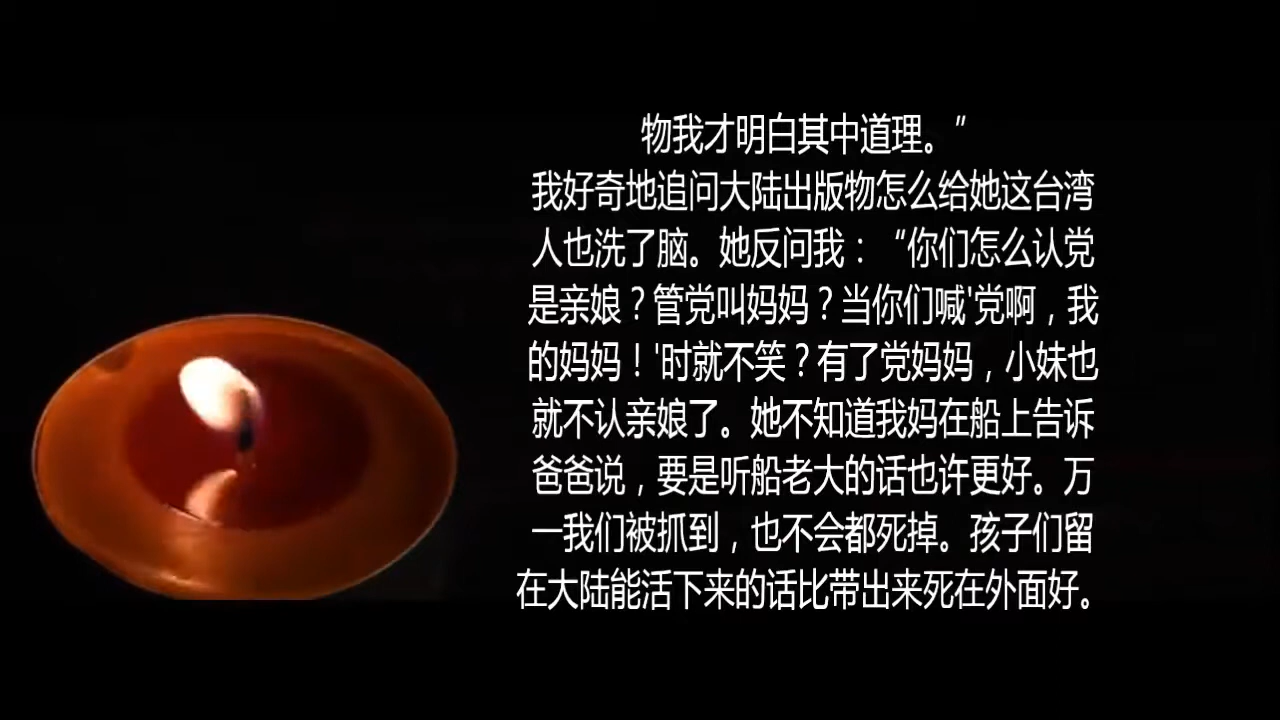 物我才明白其中道理。”
我好奇地追问大陆出版物怎么给她这台湾
人也洗了脑。她反问我：“你们怎么认党
是亲娘？管党叫妈妈？当你们喊'党啊，我
的妈妈！'时就不笑？有了党妈妈，小妹也
就不认亲娘了。她不知道我妈在船上告诉
爸爸说，要是听船老大的话也许更好。万
一我们被抓到，也不会都死掉。孩子们留
在大陆能活下来的话比带出来死在外面好。